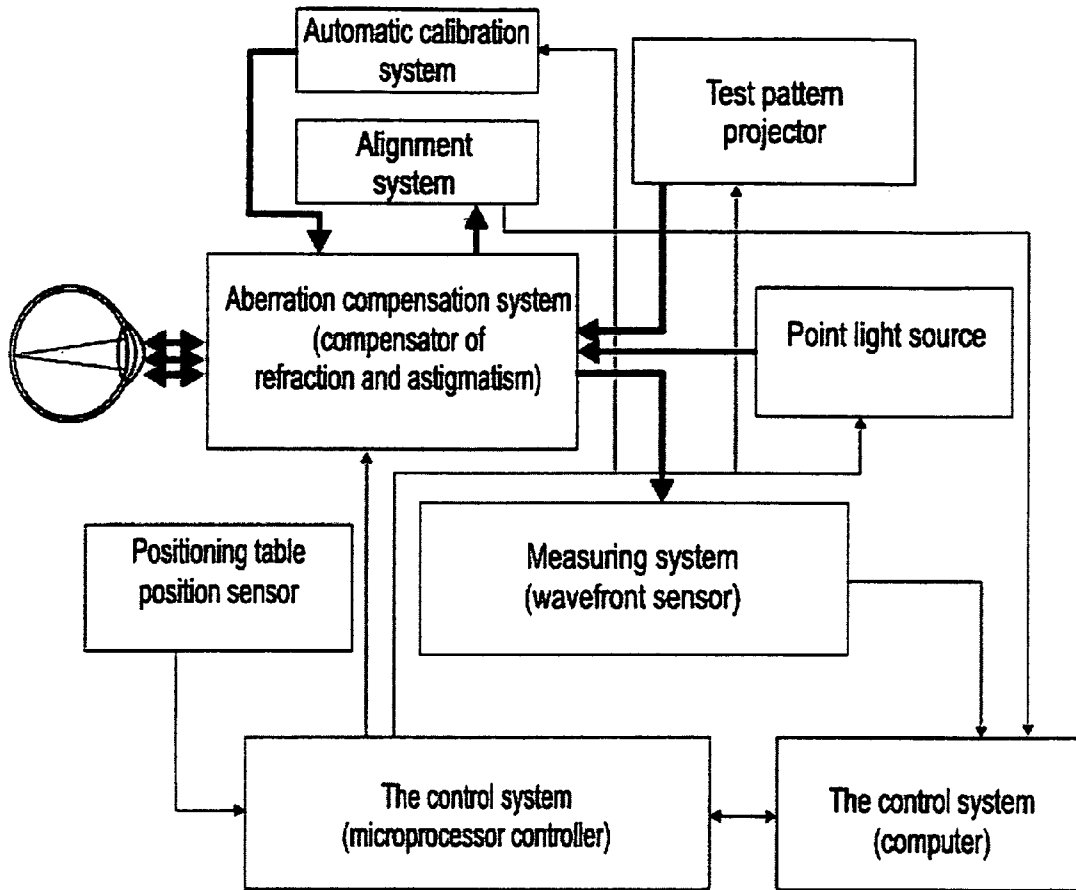 Automatic calibration
system
Test pattern
projector
Alignment
system
Aberration compensation system
(compensator of
refraction and astigmatism)
Point light source
Positioning table
position sensor
Measuring system
(wavefront sensor)
The control system
(microprocessor controller)
The control system
(computer)